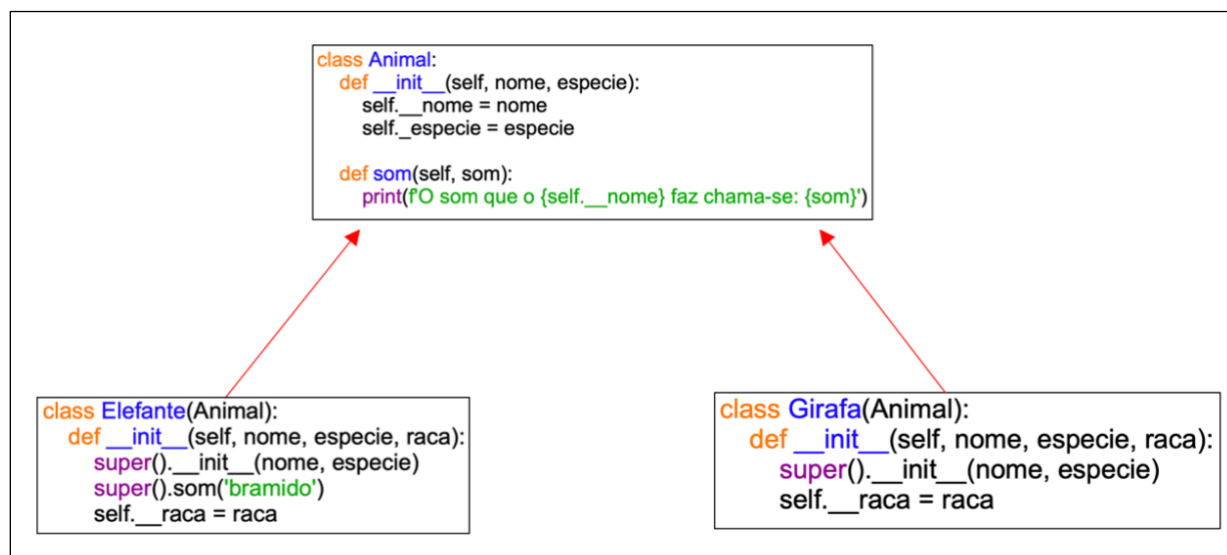 class Animal:
def __init__(self, nome, especie):
self.__nome = nome
self._especie = especie
def som(self, som):
print(f'O som que o {self.__nome} faz chama-se: {som}')
class Elefante(Animal):
def __init__(self, nome, especie, raca):
super().__init__(nome, especie)
super().som('bramido')
self.__raca = raca
class Girafa(Animal):
def __init__(self, nome, especie, raca):
super().__init__(nome, especie)
self.__raca = raca